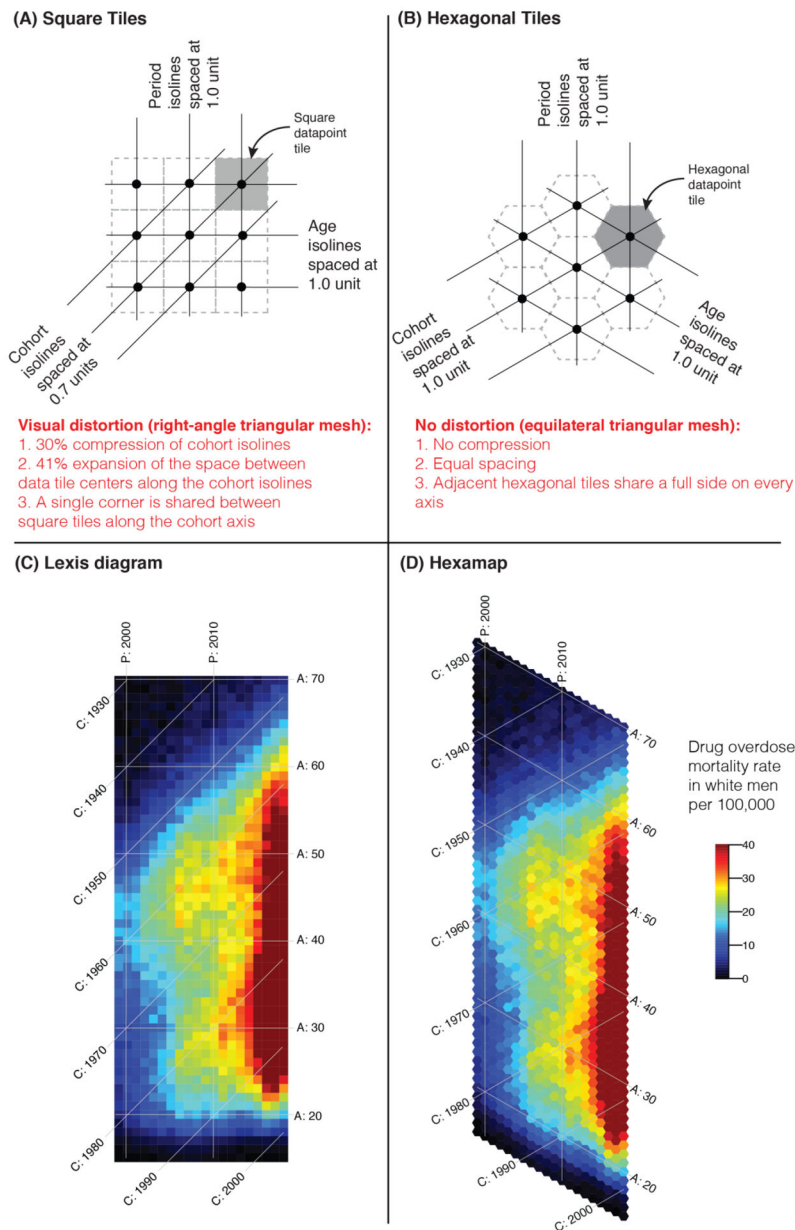 (A) Square Tiles
Period
isolines
spaced at
1.0 unit
Square
datapoint
tile
Age
isolines
spaced at
1.0 unit
Cohort
isolines
spaced at
0.7 units
Visual distortion (right-angle triangular mesh):
1. 30% compression of cohort isolines
2. 41% expansion of the space between
data tile centers along the cohort isolines
3. A single corner is shared between
square tiles along the cohort axis
(B) Hexagonal Tiles
Period
isolines
spaced at
1.0 unit
Hexagonal
datapoint
tile
Cohort
isolines
spaced at
1.0 unit
Age
isolines
spaced at
1.0 unit
No distortion (equilateral triangular mesh):
1. No compression
2. Equal spacing
3. Adjacent hexagonal tiles share a full side on every
axis
(C) Lexis diagram
P: 2000
P: 2010
C: 1930
C: 1940
C: 1950
C: 1960
C: 1970
C: 1980
C: 1990
C: 2000
A: 70
A: 60
A: 50
A: 40
A: 30
A: 20
(D) Hexamap
P: 2000
P: 2010
C: 1930
C: 1940
C: 1950
C: 1960
C: 1970
C: 1980
C: 1990
C: 2000
A: 70
A: 60
A: 50
A: 40
A: 30
A: 20
Drug overdose
mortality rate
in white men
per 100,000
40
30
20
10
0